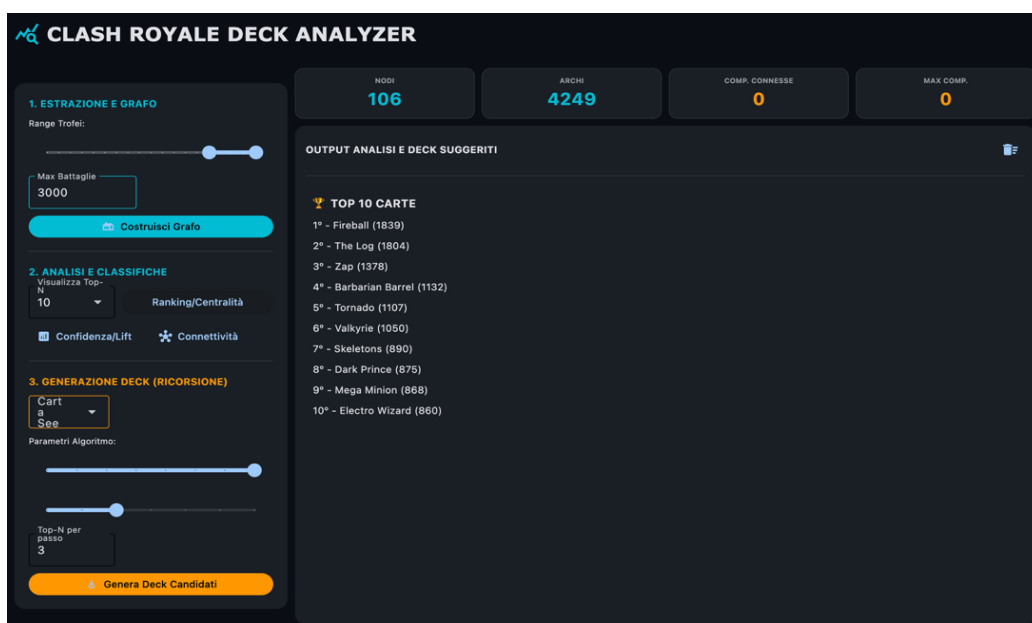 CLASH ROYALE DECK ANALYZER
1. ESTRAZIONE E GRAFO
Range Trofei:
Max Battaglie
3000
Costruisci Grafo
2. ANALISI E CLASSIFICHE
Visualizza Top-
N
10
Ranking/Centralità
Confidenza/Lift
Connettività
3. GENERAZIONE DECK (RICORSIONE)
Cart
a
See
Parametri Algoritmo:
Top-N per
passo
3
Genera Deck Candidati
NODI
106
ARCHI
4249
COMP. CONNESSE
0
MAX COMP.
0
OUTPUT ANALISI E DECK SUGGERITI
TOP 10 CARTE
1° - Fireball (1839)
2° - The Log (1804)
3° - Zap (1378)
4° - Barbarian Barrel (1132)
5° - Tornado (1107)
6° - Valkyrie (1050)
7° - Skeletons (890)
8° - Dark Prince (875)
9° - Mega Minion (868)
10° - Electro Wizard (860)